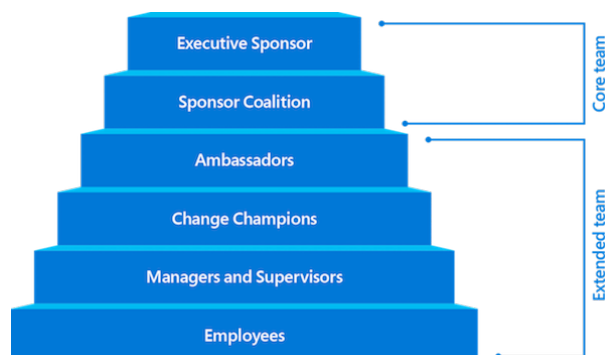 Executive Sponsor
Sponsor Coalition
Ambassadors
Change Champions
Managers and Supervisors
Employees
Core team
Extended team